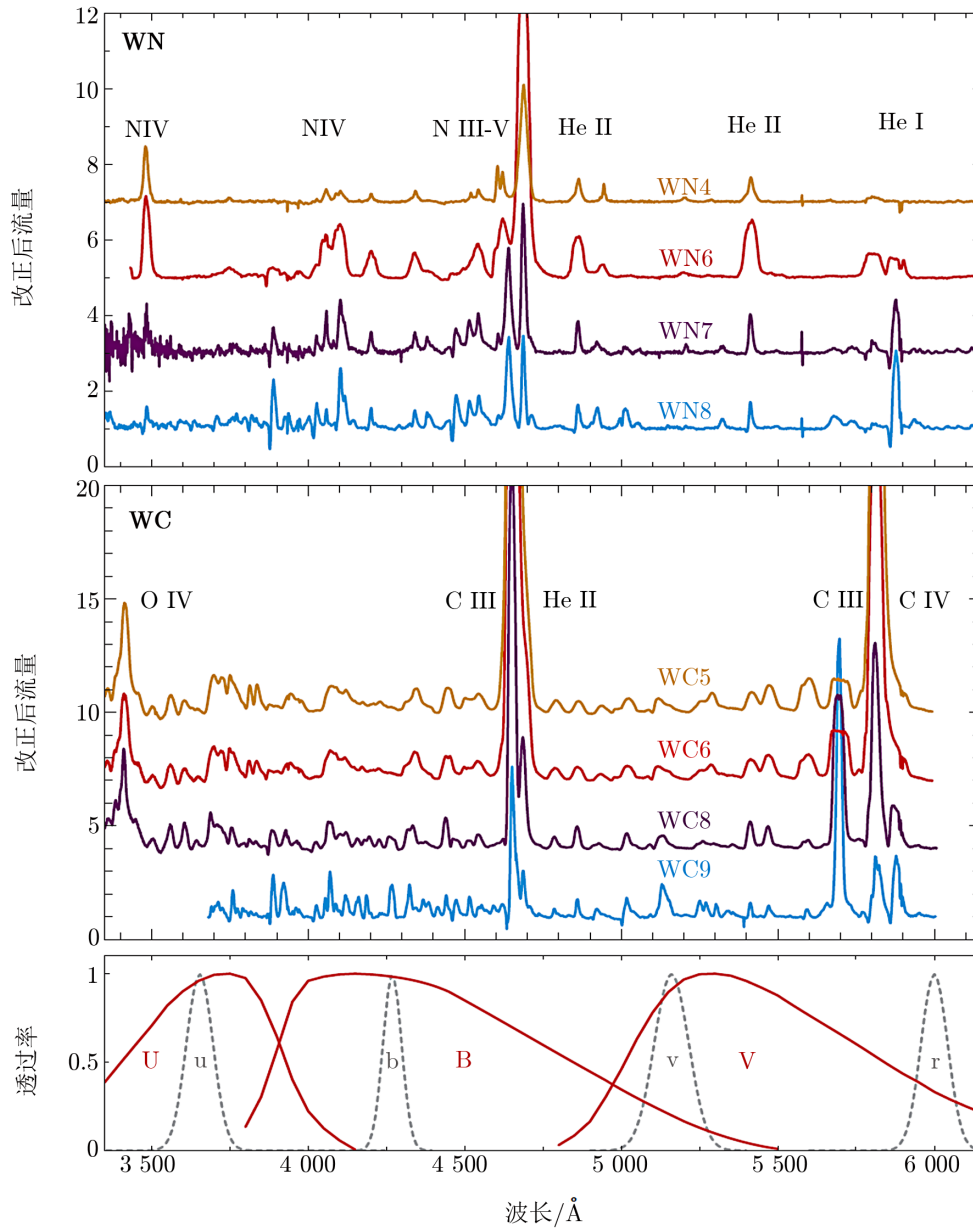 12
WN
10
NIV
NIV
N III-V
He II
He II
He I
8
WN4
改正后流量
6
WN6
4
WN7
2
WN8
0
20
WC
15
O IV
C III
He II
C III
C IV
WC5
改正后流量
10
WC6
5
WC8
WC9
0
1
透过率
0.5
U
u
b
B
v
V
r
0
3 500
4 000
4 500
5 000
5 500
6 000
波长/Å